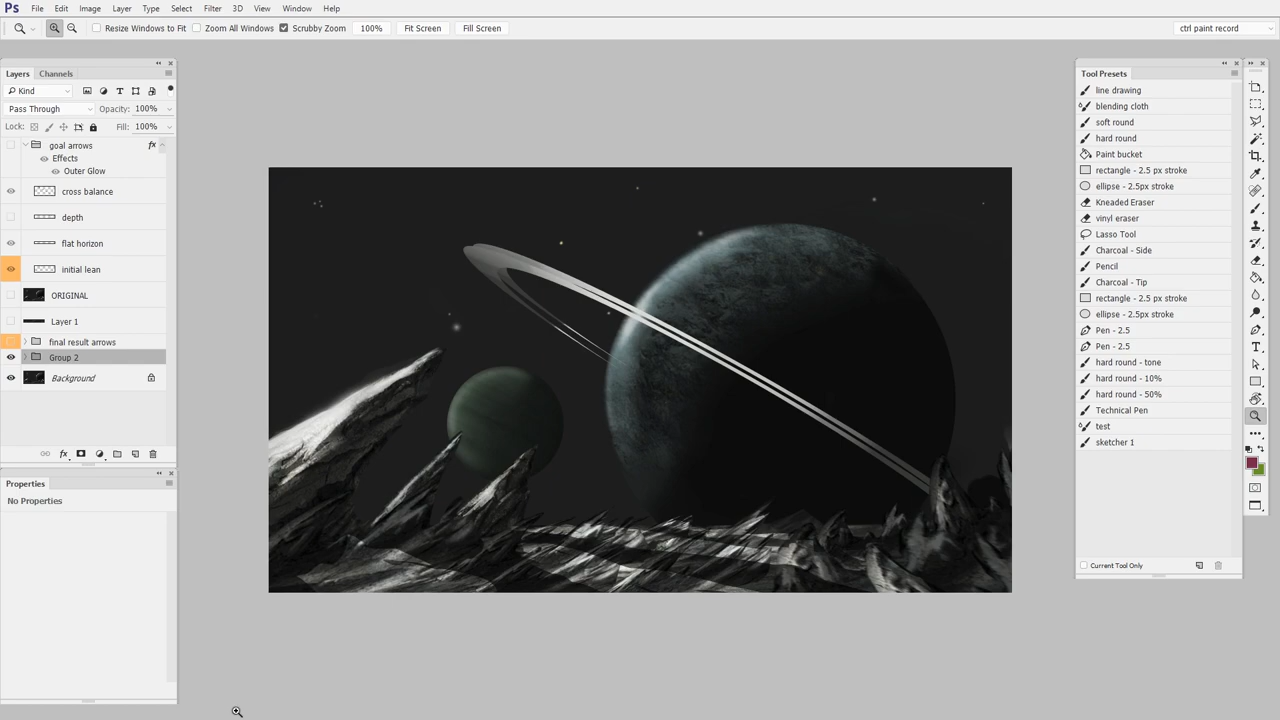 Ps File Edit Image Layer Type Select Filter 3D View Window Help
Resize Windows to Fit Zoom All Windows Scrubby Zoom 100% Fit Screen Fill Screen ctrl paint record
Layers Channels
Kind
Pass Through Opacity: 100%
Lock: Fill: 100%
goal arrows fx
Effects
Outer Glow
cross balance
depth
flat horizon
initial lean
ORIGINAL
Layer 1
final result arrows
Group 2
Background
fx
Properties
No Properties
Tool Presets
line drawing
blending cloth
soft round
hard round
Paint bucket
rectangle - 2.5 px stroke
ellipse - 2.5px stroke
Kneaded Eraser
vinyl eraser
Lasso Tool
Charcoal - Side
Pencil
Charcoal - Tip
rectangle - 2.5 px stroke
ellipse - 2.5px stroke
Pen - 2.5
Pen - 2.5
hard round - tone
hard round - 10%
hard round - 50%
Technical Pen
test
sketcher 1
Current Tool Only